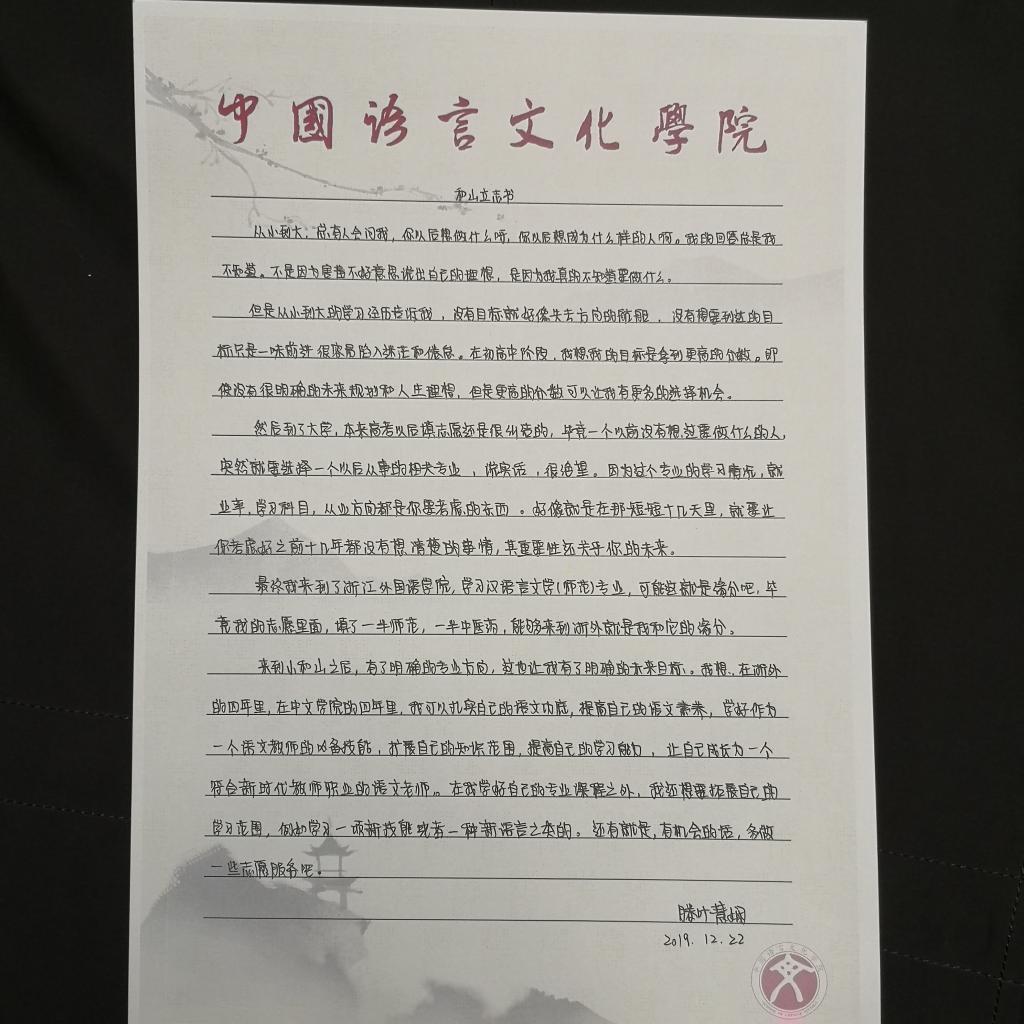 中國语言文化學院
和山立志书
从小到大,总有人会问我,你以后想做什么呀,你以后想成为什么样的人啊。我的回答总是我
不知道。不是因为害羞不好意思说出自己的理想,是因为我真的不知道要做什么。
但是从小到大的学习经历告诉我,没有目标就好像失去方向的帆船,没有想要到达的目
标只是一味前进很容易陷入迷茫和倦怠。在初高中阶段,我想我的目标是拿到更高的分数。即
使没有很明确的未来规划和人生理想,但是更高的分数可以让我有更多的选择机会。
然后到了大学,本来高考以后填志愿还是很纠结的,毕竟一个以前没有想过要做什么的人,
突然就要选择一个以后从事的相关专业,说实话,很绝望。因为这个专业的学习情况,就
业率,学习科目,从业方向都是你要考虑的东西。好像就是在那短短十几天里,就要让
你考虑好之前十几年都没有想清楚的事情,其重要性还关乎你的未来。
最终我来到了浙江外国语学院,学习汉语言文学(师范)专业,可能这就是缘分吧,毕
竟我的志愿里面,填了一半师范,一半中医药,能够来到浙外就是我和它的缘分。
来到小和山之后,有了明确的专业方向,这也让我有了明确的未来目标。我想,在浙外
的四年里,在中文学院的四年里,我可以扎实自己的语文功底,提高自己的语文素养,学好作为
一个语文教师的必备技能,扩展自己的知识范围,提高自己的学习能力,让自己成长为一个
符合新时代教师职业的语文老师。在我学好自己的专业课程之外,我还想要拓展自己的
学习范围,例如学习一项新技能或者一种新语言之类的。还有就是,有机会的话,多做
一些志愿服务吧。
滕叶慧娴
2019.12.22